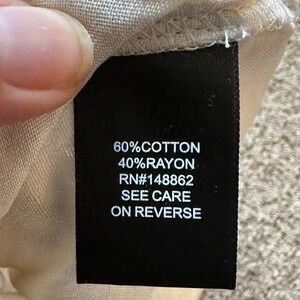 60%COTTON
40%RAYON
RN#148862
SEE CARE
ON REVERSE